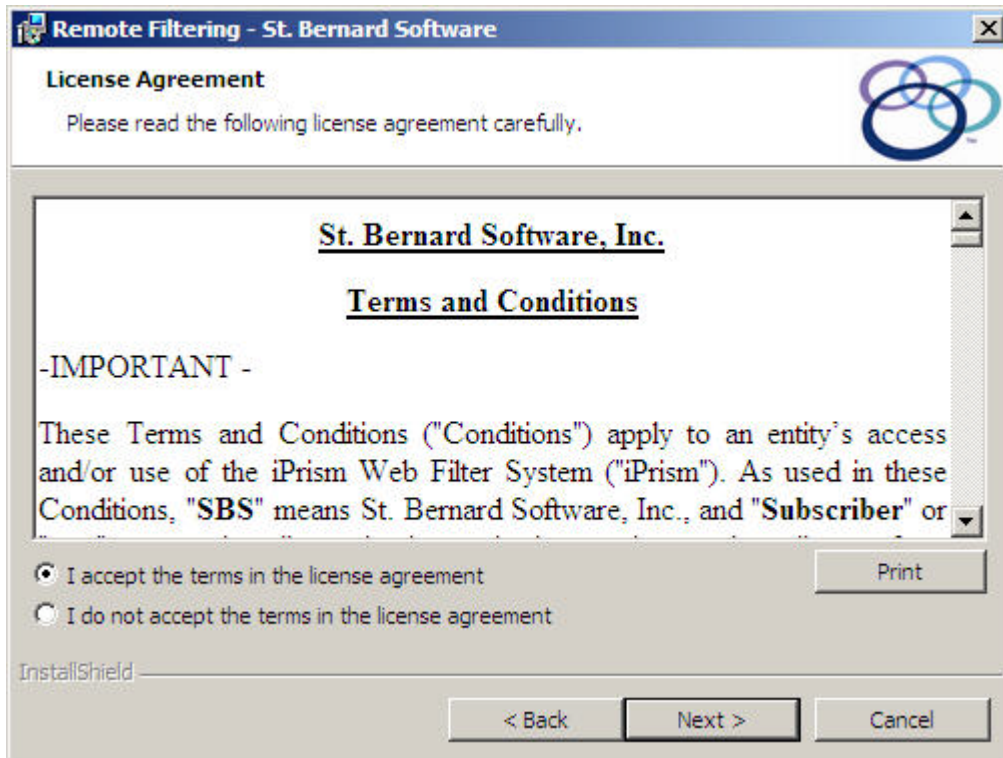 Remote Filtering - St. Bernard Software
License Agreement
Please read the following license agreement carefully.
St. Bernard Software, Inc.
Terms and Conditions
-IMPORTANT -
These Terms and Conditions ("Conditions") apply to an entity’s access
and/or use of the iPrism Web Filter System ("iPrism"). As used in these
Conditions, "SBS" means St. Bernard Software, Inc., and "Subscriber" or
I accept the terms in the license agreement
Print
I do not accept the terms in the license agreement
InstallShield
< Back
Next >
Cancel